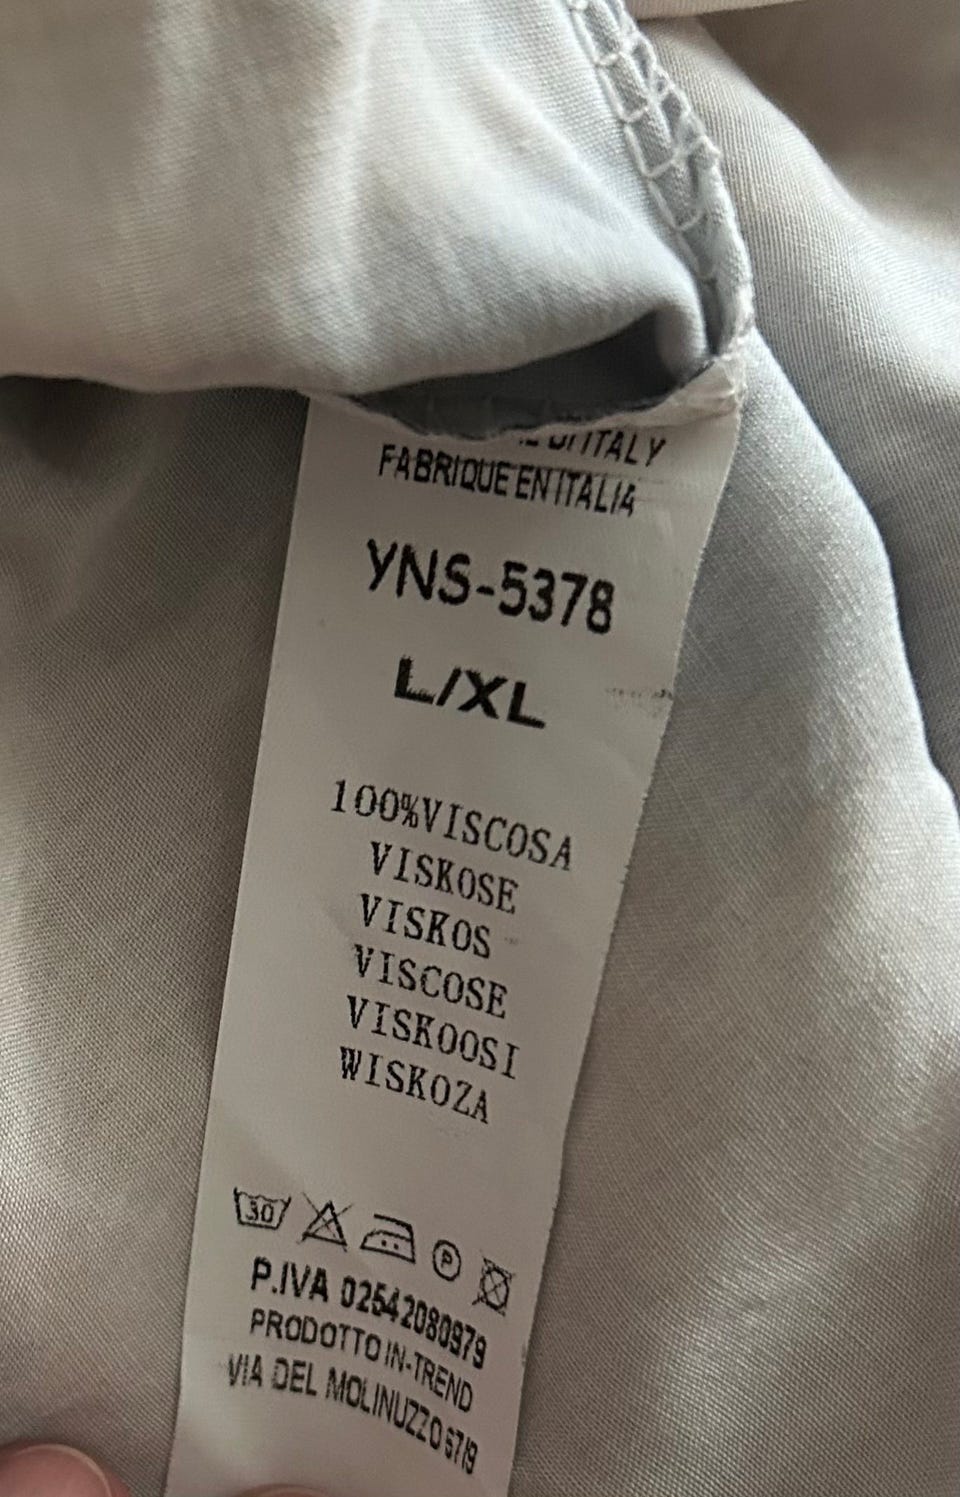 ITALY
FABRIQUE EN ITALIA
YNS-5378
L/XL
100%VISCOSA
VISKOSE
VISKOS
VISCOSE
VISKOOSI
WISKOZA
30 P
P.IVA 02542080979
PRODOTTO IN-TREND
VIA DEL MOLINUZZO 67/9